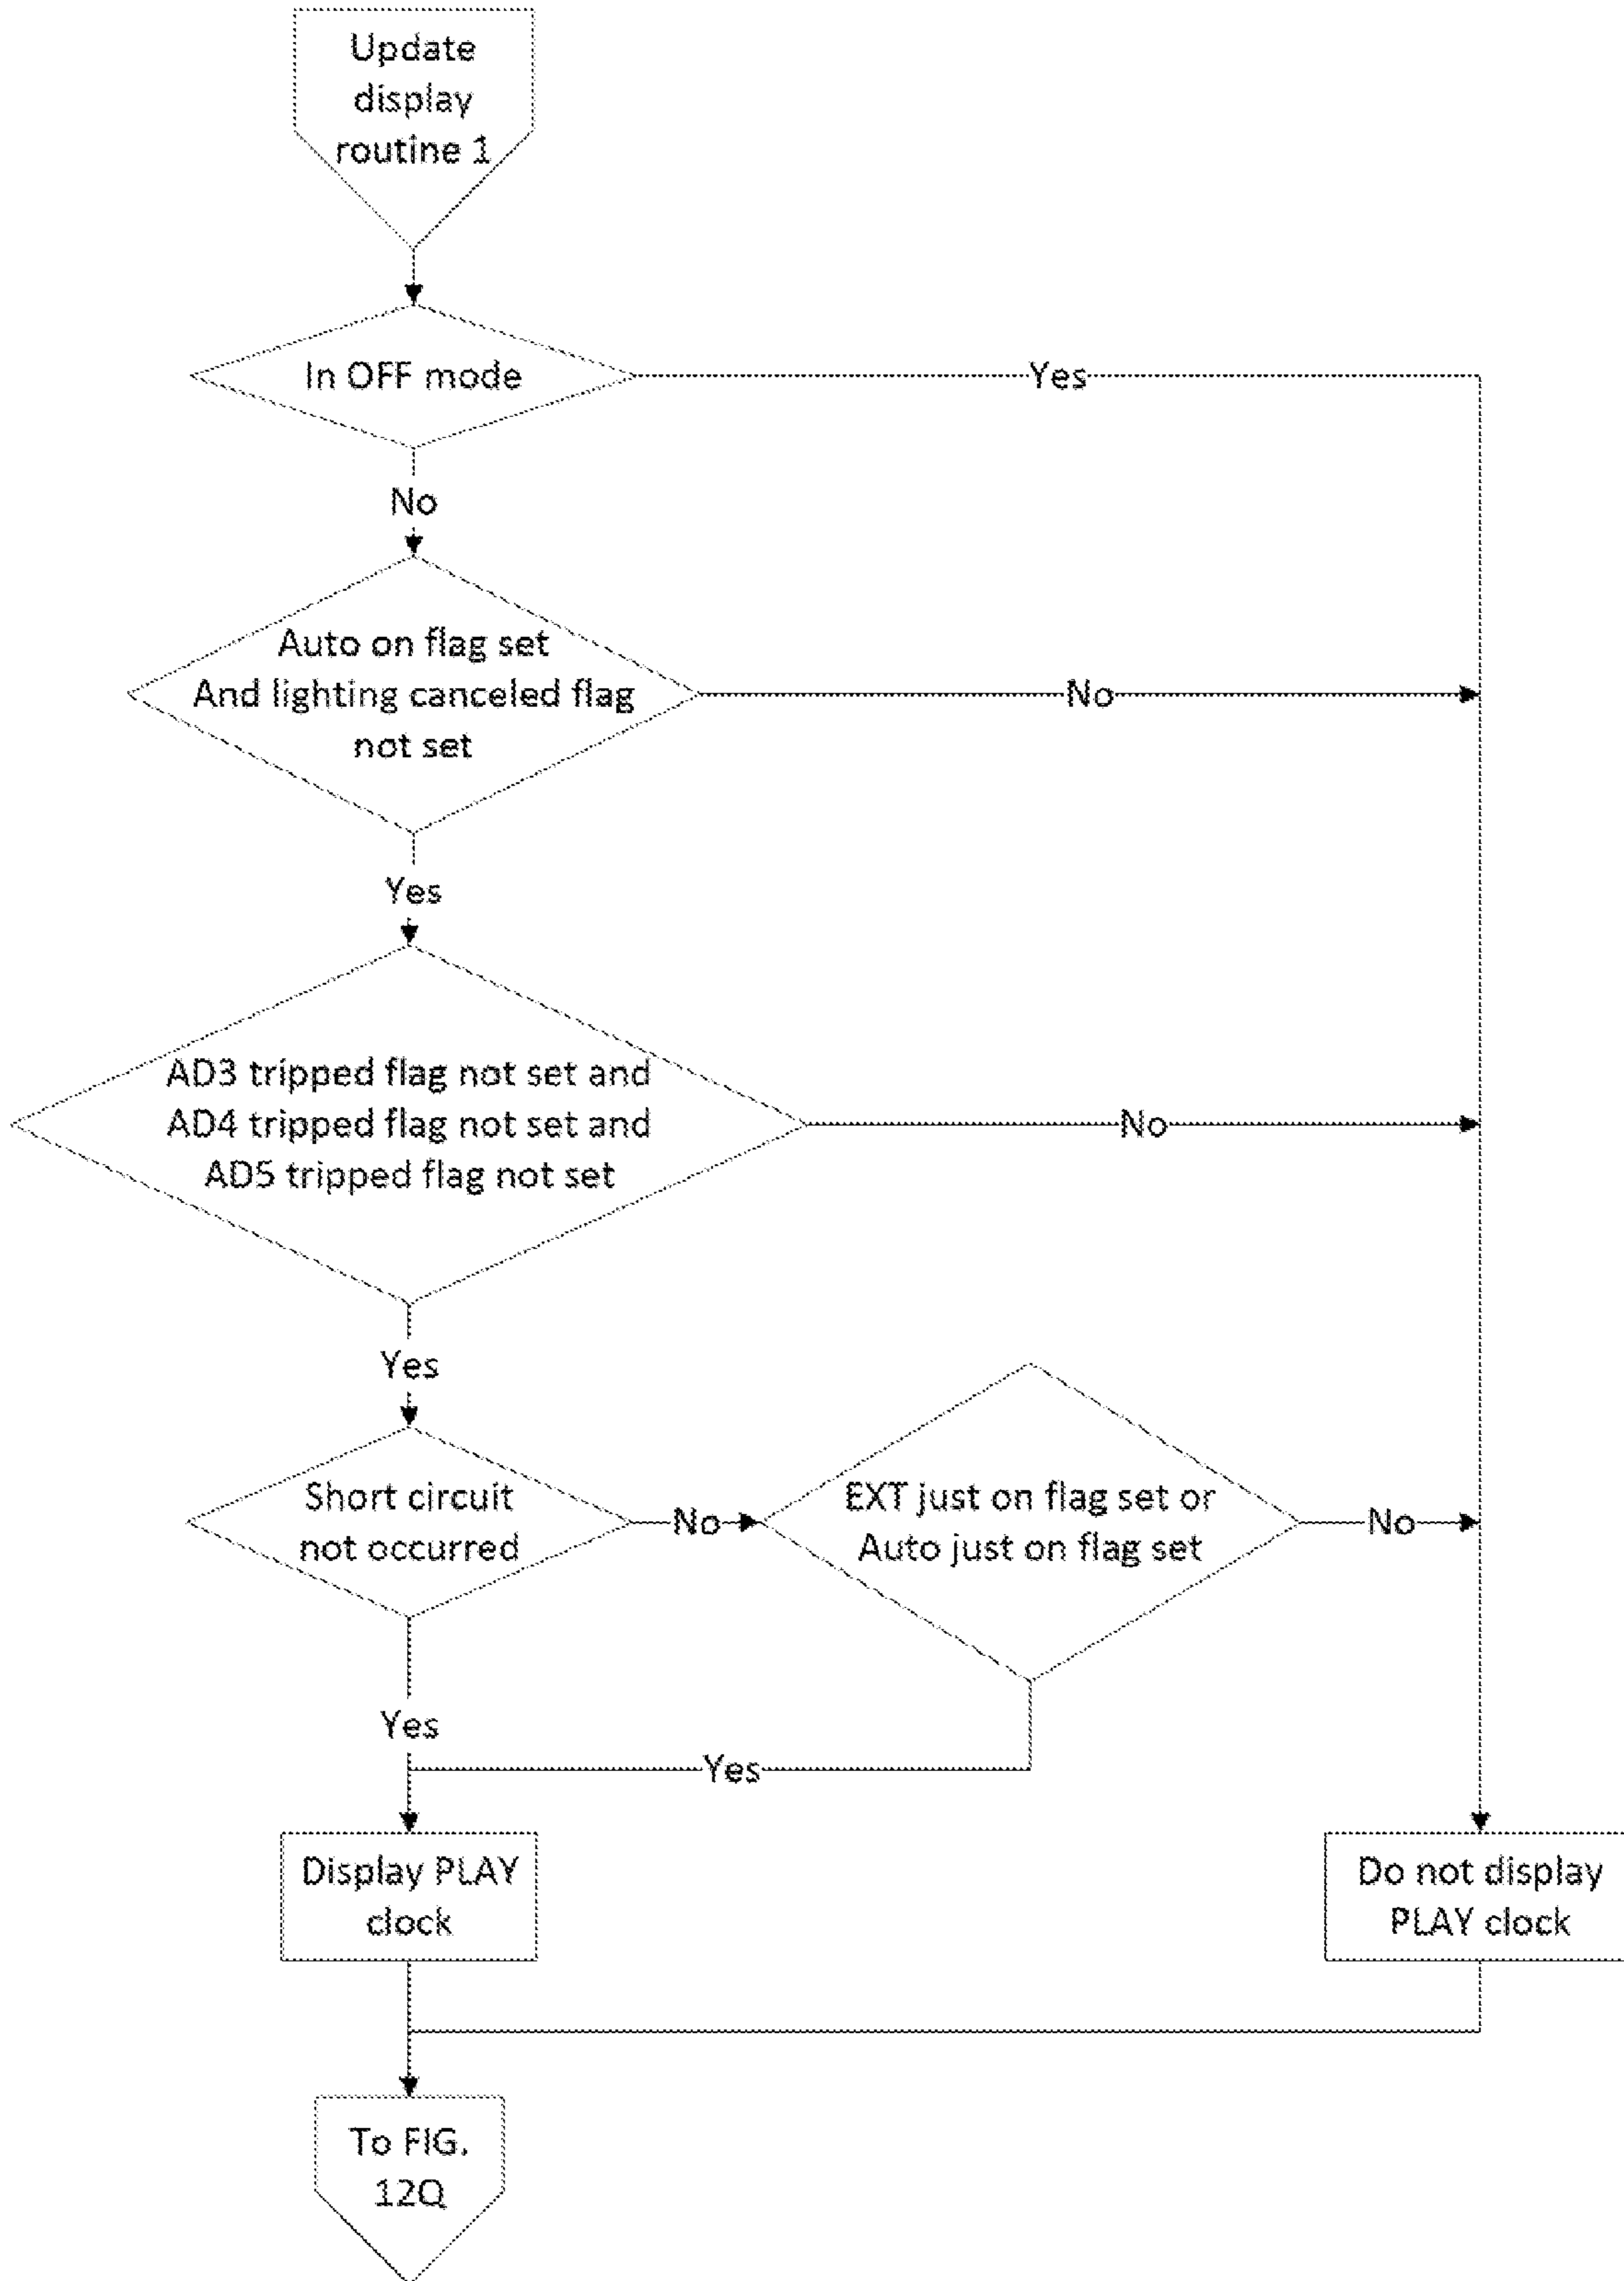 Update
display
routine 1
In OFF mode
Yes
No
Auto on flag set
And lighting canceled flag
not set
No
Yes
AD3 tripped flag not set and
AD4 tripped flag not set and
AD5 tripped flag not set
No
Yes
Short circuit
not occurred
No
EXT just on flag set or
Auto just on flag set
No
Yes
Yes
Display PLAY
clock
Do not display
PLAY clock
To FIG.
12Q